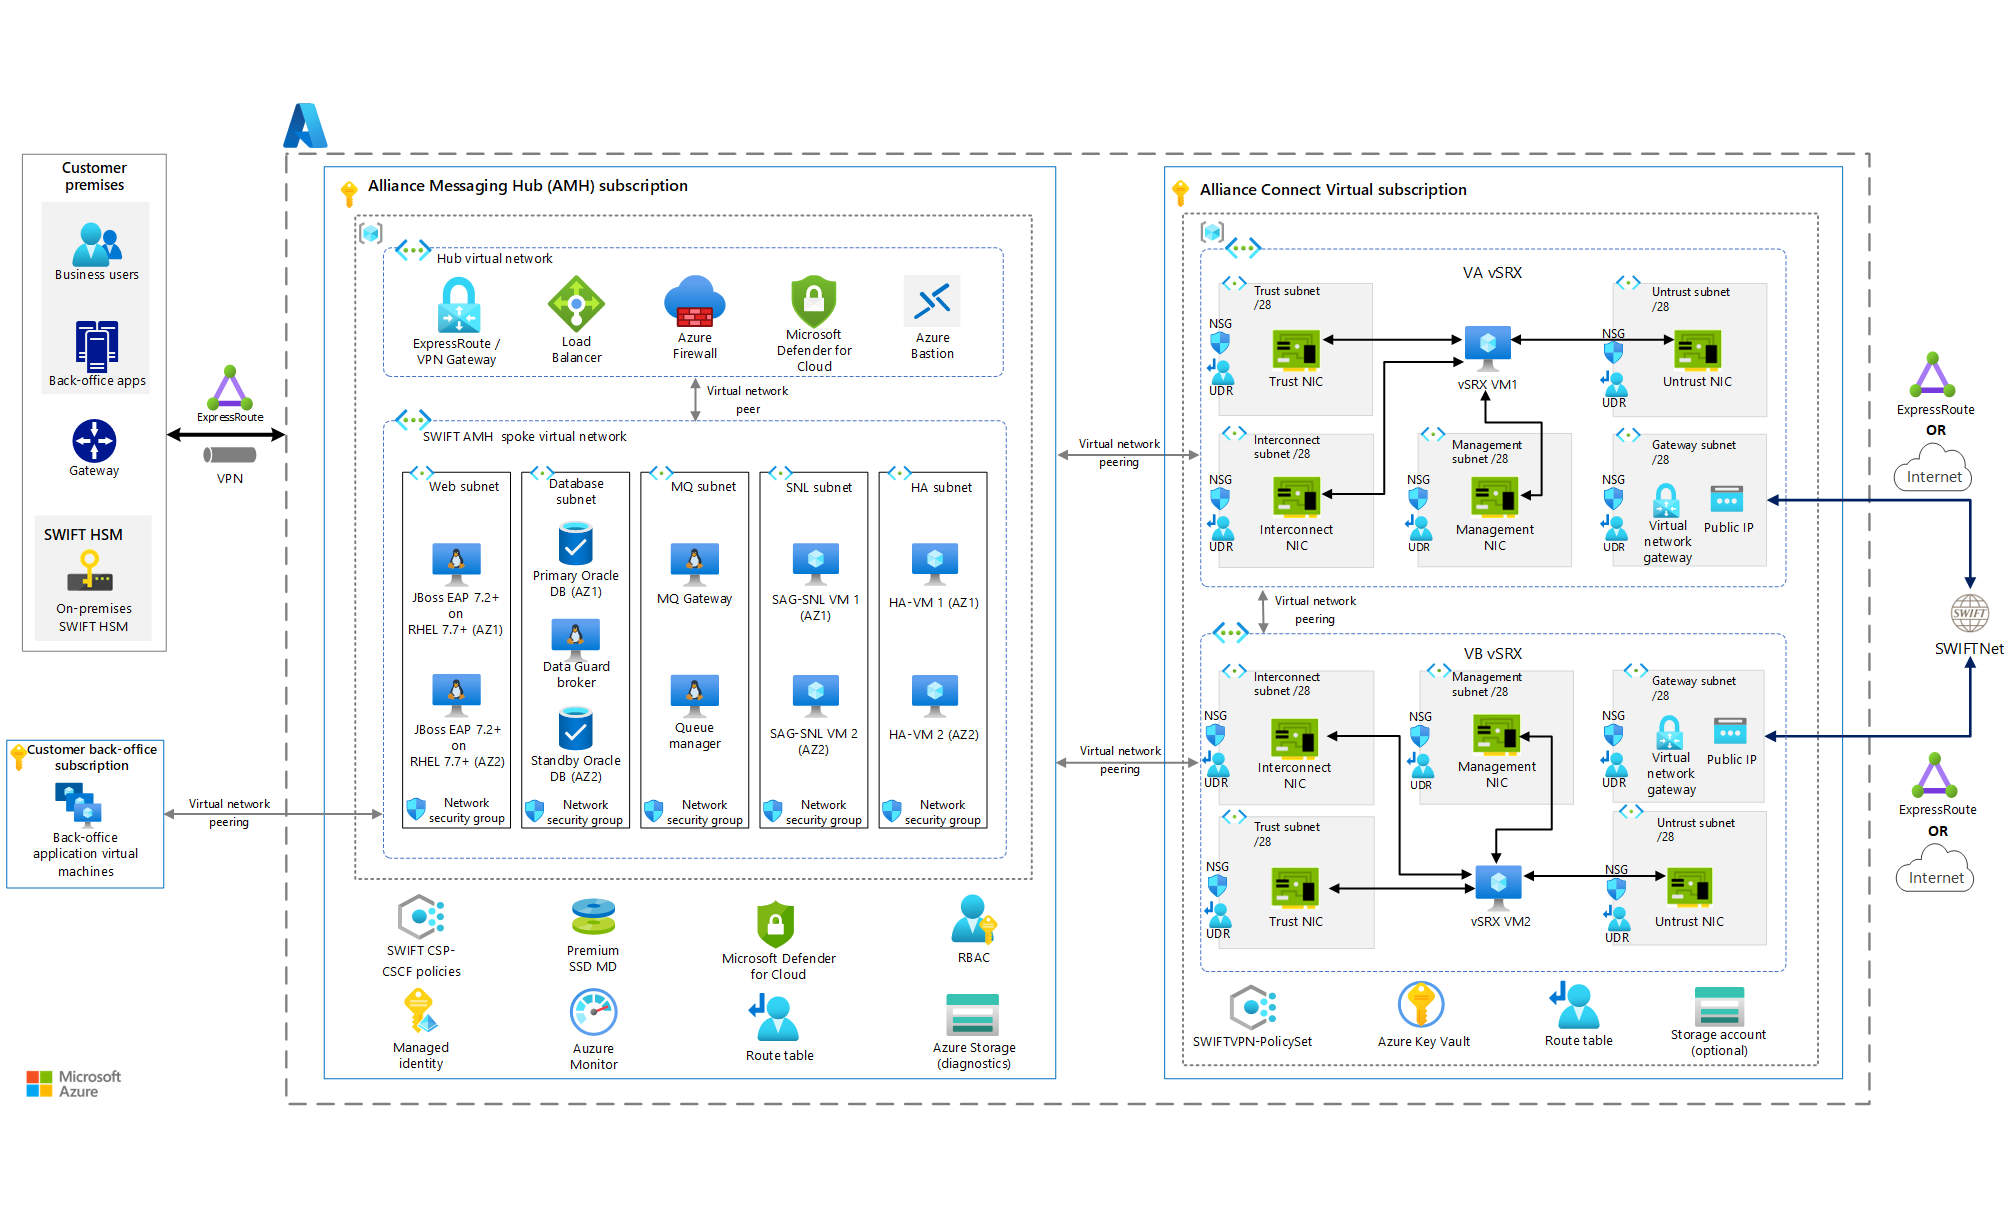 Customer
premises
Business users
Back-office apps
Gateway
SWIFT HSM
On-premises
SWIFT HSM
ExpressRoute
VPN
Customer back-office
subscription
Back-office
application virtual
machines
Virtual network
peering
Microsoft
Azure
Alliance Messaging Hub (AMH) subscription
Hub virtual network
ExpressRoute /
VPN Gateway
Load
Balancer
Azure
Firewall
Microsoft
Defender for
Cloud
Azure
Bastion
Virtual network
peer
SWIFT AMH spoke virtual network
Web subnet
JBoss EAP 7.2+
on
RHEL 7.7+ (AZ1)
JBoss EAP 7.2+
on
RHEL 7.7+ (AZ2)
Network
security group
Database
subnet
Primary Oracle
DB (AZ1)
Data Guard
broker
Standby Oracle
DB (AZ2)
Network
security group
MQ subnet
MQ Gateway
Queue
manager
Network
security group
SNL subnet
SAG-SNL VM 1
(AZ1)
SAG-SNL VM 2
(AZ2)
Network
security group
HA subnet
HA-VM 1 (AZ1)
HA-VM 2 (AZ2)
Network
security group
SWIFT CSP-
CSCF policies
Premium
SSD MD
Microsoft Defender
for Cloud
RBAC
Managed
identity
Auzure
Monitor
Route table
Azure Storage
(diagnostics)
Virtual network
peering
Virtual network
peering
Alliance Connect Virtual subscription
VA vSRX
Trust subnet
/28
NSG
UDR
Trust NIC
vSRX VM1
Untrust subnet
/28
NSG
UDR
Untrust NIC
Interconnect
subnet /28
NSG
UDR
Interconnect
NIC
Management
subnet /28
NSG
UDR
Management
NIC
Gateway subnet
/28
NSG
UDR
Virtual
network
gateway
Public IP
Virtual network
peering
VB vSRX
Interconnect
subnet /28
NSG
UDR
Interconnect
NIC
Management
subnet /28
NSG
UDR
Management
NIC
Gateway subnet
/28
NSG
UDR
Virtual
network
gateway
Public IP
Trust subnet
/28
NSG
UDR
Trust NIC
vSRX VM2
Untrust subnet
/28
NSG
UDR
Untrust NIC
SWIFTVPN-PolicySet
Azure Key Vault
Route table
Storage account
(optional)
ExpressRoute
OR
Internet
SWIFT
SWIFTNet
ExpressRoute
OR
Internet